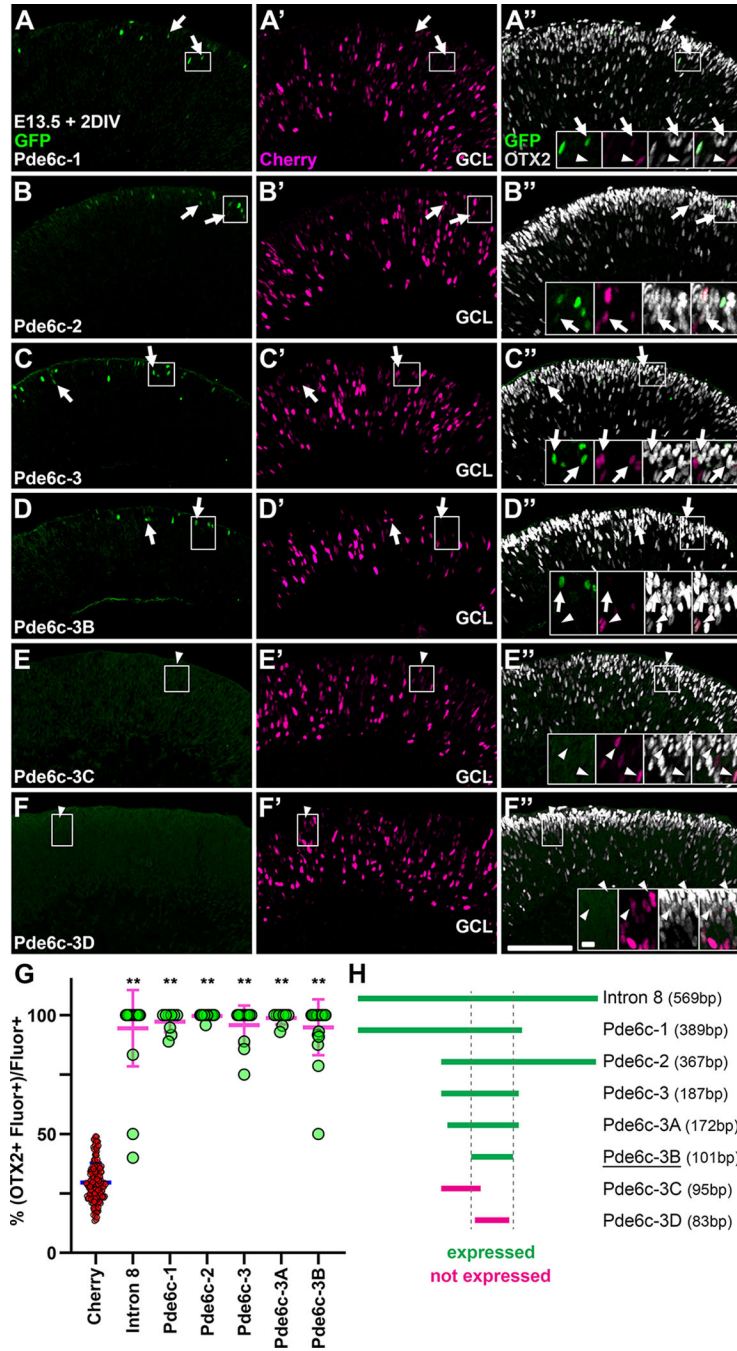 A
A'
A"
E13.5 + 2DIV
GFP
Pde6c-1
Cherry
GCL
GFP
OTX2
B
B'
B"
Pde6c-2
GCL
C
C'
C"
Pde6c-3
GCL
D
D'
D"
Pde6c-3B
GCL
E
E'
E"
Pde6c-3C
GCL
F
F'
F"
Pde6c-3D
GCL
G
** ** ** ** ** **
% (OTX2+ Fluor+)/Fluor+
100
50
0
Cherry
Intron 8
Pde6c-1
Pde6c-2
Pde6c-3
Pde6c-3A
Pde6c-3B
H
Intron 8 (569bp)
Pde6c-1 (389bp)
Pde6c-2 (367bp)
Pde6c-3 (187bp)
Pde6c-3A (172bp)
Pde6c-3B (101bp)
Pde6c-3C (95bp)
Pde6c-3D (83bp)
expressed
not expressed